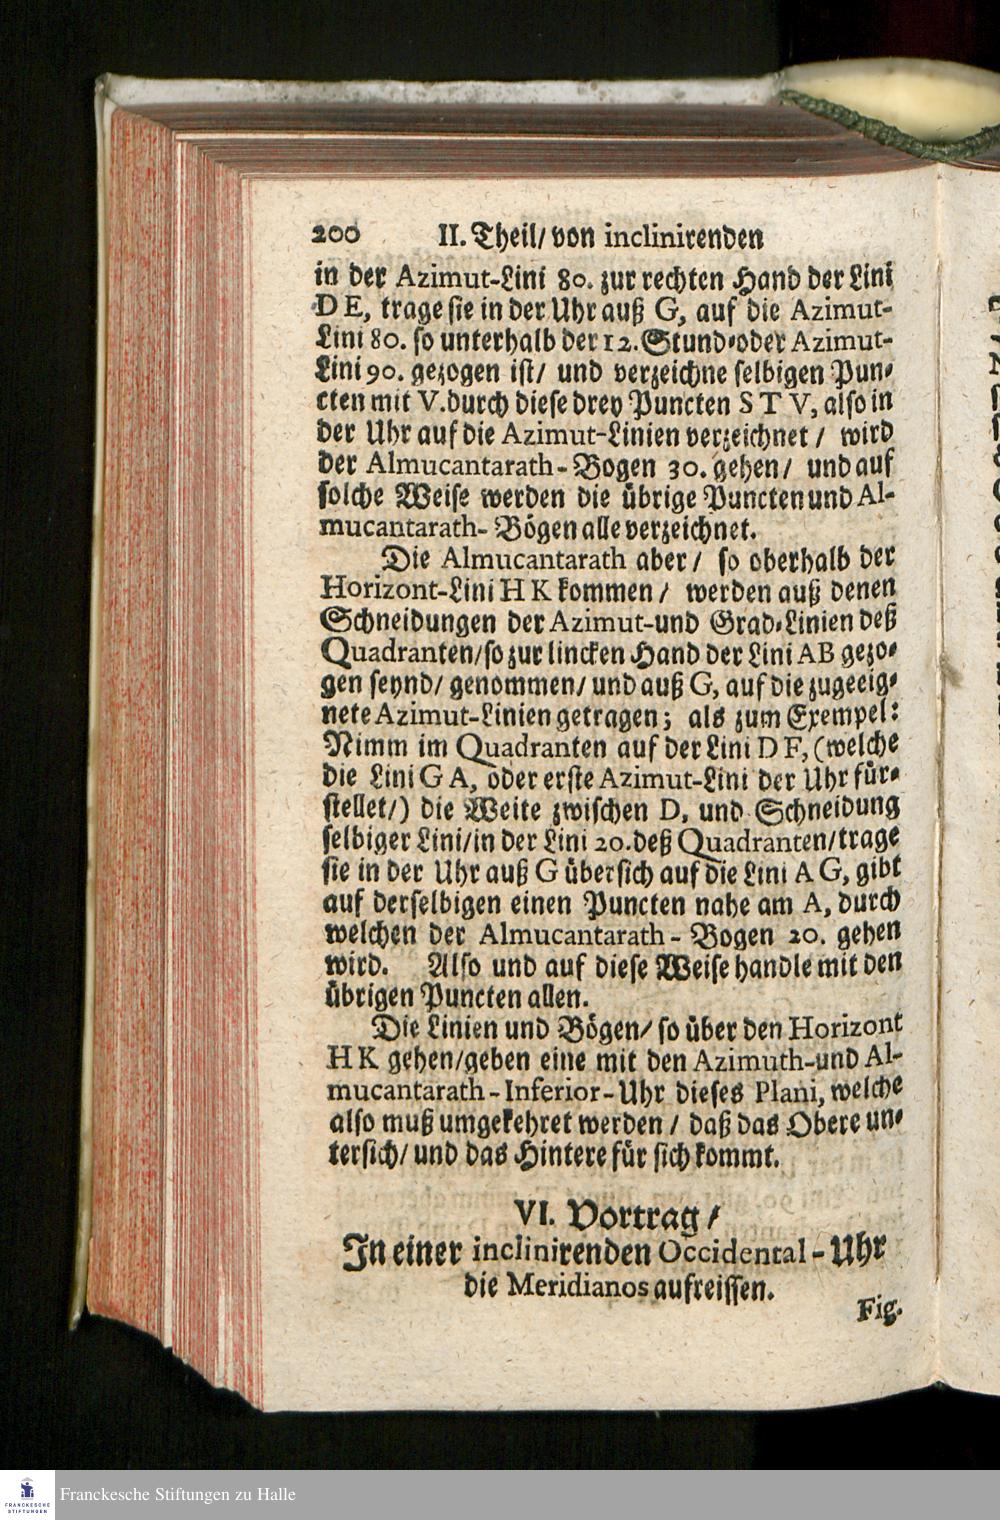 200 II. Theil/ von inclinirenden
in der Azimut-Lini 80. zur rechten Hand der Lini
D E, trage sie in der Uhr auß G, auf die Azimut-
Lini 80. so unterhalb der 12. Stund-oder Azimut-
Lini 90. gezogen ist/ und verzeichne selbigen Pun-
cten mit V. durch diese drey Puncten S T V, also in
der Uhr auf die Azimut-Linien verzeichnet / wird
der Almucantarath-Bogen 30. gehen/ und auf
solche Weise werden die übrige Puncten und Al-
mucantarath-Bögen alle verzeichnet.
Die Almucantarath aber/ so oberhalb der
Horizont-Lini H K kommen / werden auß denen
Schneidungen der Azimut-und Grad-Linien deß
Quadranten/so zur lincken Hand der Lini AB gezo-
gen seynd/ genommen/ und auß G, auf die zugeeig-
nete Azimut-Linien getragen; als zum Exempel:
Nimm im Quadranten auf der Lini D F, (welche
die Lini G A, oder erste Azimut-Lini der Uhr für-
stellet/) die Weite zwischen D, und Schneidung
selbiger Lini/in der Lini 20. deß Quadranten/trage
sie in der Uhr auß G übersich auf die Lini A G, gibt
auf derselbigen einen Puncten nahe am A, durch
welchen der Almucantarath-Bogen 20. gehen
wird. Also und auf diese Weise handle mit den
übrigen Puncten allen.
Die Linien und Bögen/ so über den Horizont
H K gehen/geben eine mit den Azimuth-und Al-
mucantarath-Inferior-Uhr dieses Plani, welche
also muß umgekehret werden / daß das Obere un-
tersich/ und das Hintere für sich kommt.
VI. Vortrag/
In einer inclinirenden Occidental-Uhr
die Meridianos aufreissen.
Fig.
FRANCKESCHE
STIFTUNGEN
Franckesche Stiftungen zu Halle